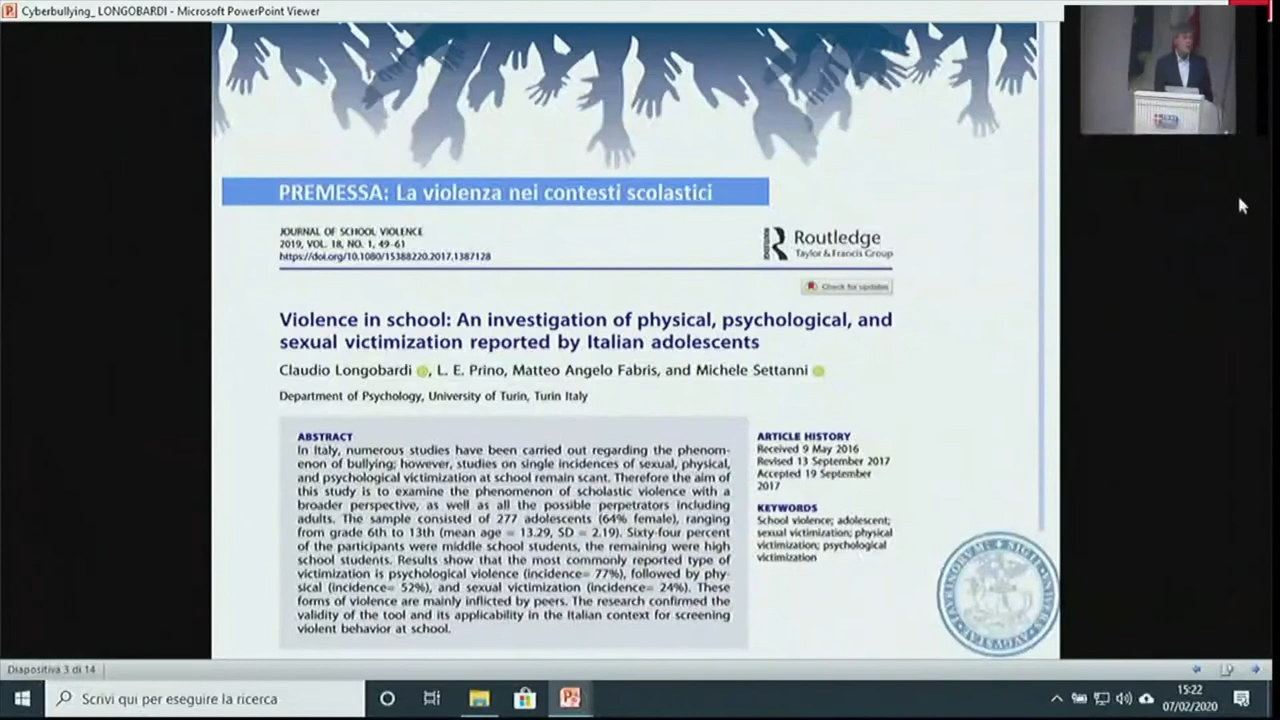 Cyberbullying_ LONGOBARDI - Microsoft PowerPoint Viewer
PREMESSA: La violenza nei contesti scolastici
JOURNAL OF SCHOOL VIOLENCE
2019, VOL. 18, NO. 1, 49–61
https://doi.org/10.1080/15388220.2017.1387128
ROUTLEDGE
Routledge
Taylor & Francis Group
Check for updates
Violence in school: An investigation of physical, psychological, and
sexual victimization reported by Italian adolescents
Claudio Longobardi, L. E. Prino, Matteo Angelo Fabris, and Michele Settanni
Department of Psychology, University of Turin, Turin Italy
ABSTRACT
In Italy, numerous studies have been carried out regarding the phenom-
enon of bullying; however, studies on single incidences of sexual, physical,
and psychological victimization at school remain scant. Therefore the aim of
this study is to examine the phenomenon of scholastic violence with a
broader perspective, as well as all the possible perpetrators including
adults. The sample consisted of 277 adolescents (64% female), ranging
from grade 6th to 13th (mean age = 13.29, SD = 2.19). Sixty-four percent
of the participants were middle school students, the remaining were high
school students. Results show that the most commonly reported type of
victimization is psychological violence (incidence= 77%), followed by phy-
sical (incidence= 52%), and sexual victimization (incidence= 24%). These
forms of violence are mainly inflicted by peers. The research confirmed the
validity of the tool and its applicability in the Italian context for screening
violent behavior at school.
ARTICLE HISTORY
Received 9 May 2016
Revised 13 September 2017
Accepted 19 September
2017
KEYWORDS
School violence; adolescent;
sexual victimization; physical
victimization; psychological
victimization
Diapositiva 3 di 14
Scrivi qui per eseguire la ricerca
15:22
07/02/2020